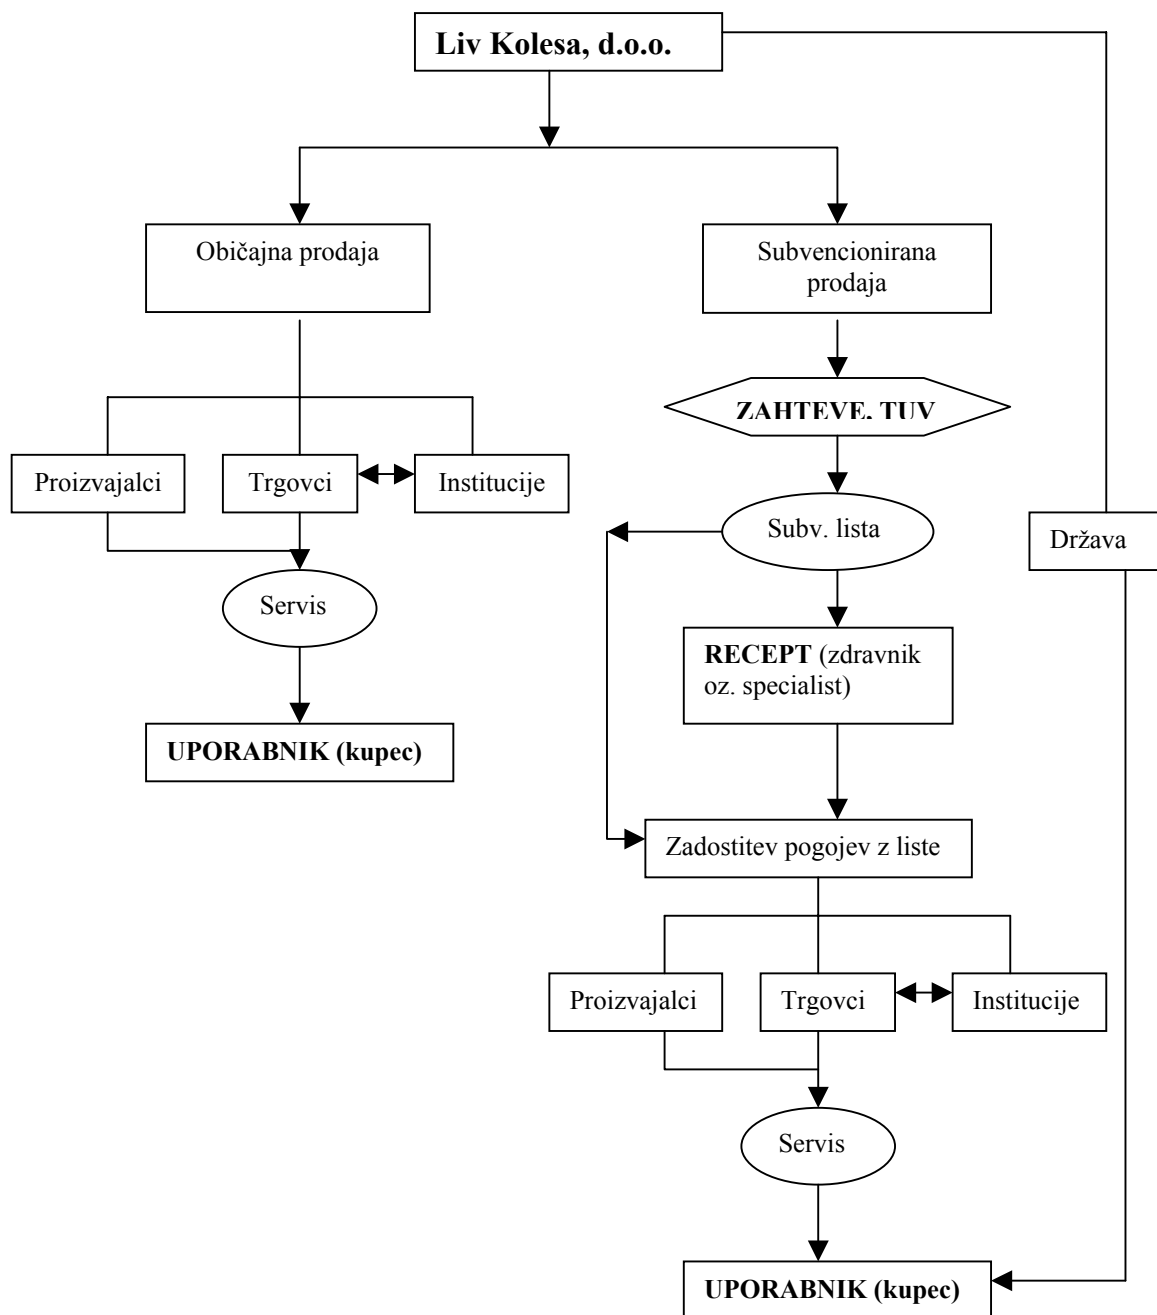 Liv Kolesa, d.o.o.
Običajna prodaja
Subvencionirana
prodaja
ZAHTEVE, TUV
Proizvajalci
Trgovci
Institucije
Subv. lista
Država
Servis
RECEPT (zdravnik
oz. specialist)
UPORABNIK (kupec)
Zadostitev pogojev z liste
Proizvajalci
Trgovci
Institucije
Servis
UPORABNIK (kupec)